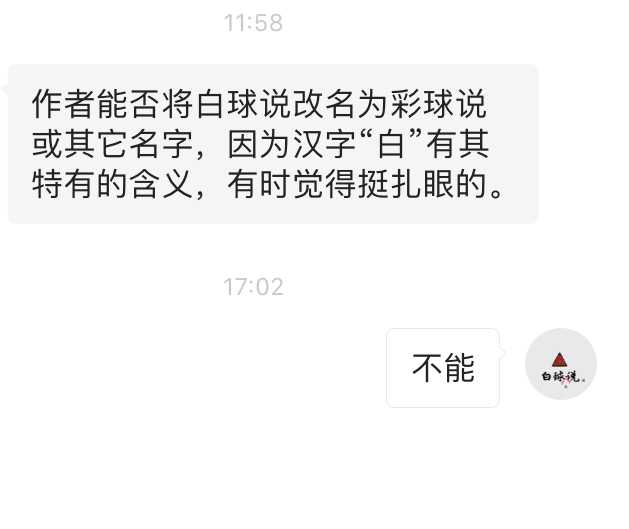 11:58
作者能否将白球说改名为彩球说
或其它名字，因为汉字“白”有其
特有的含义，有时觉得挺扎眼的。
17:02
不能
白球说